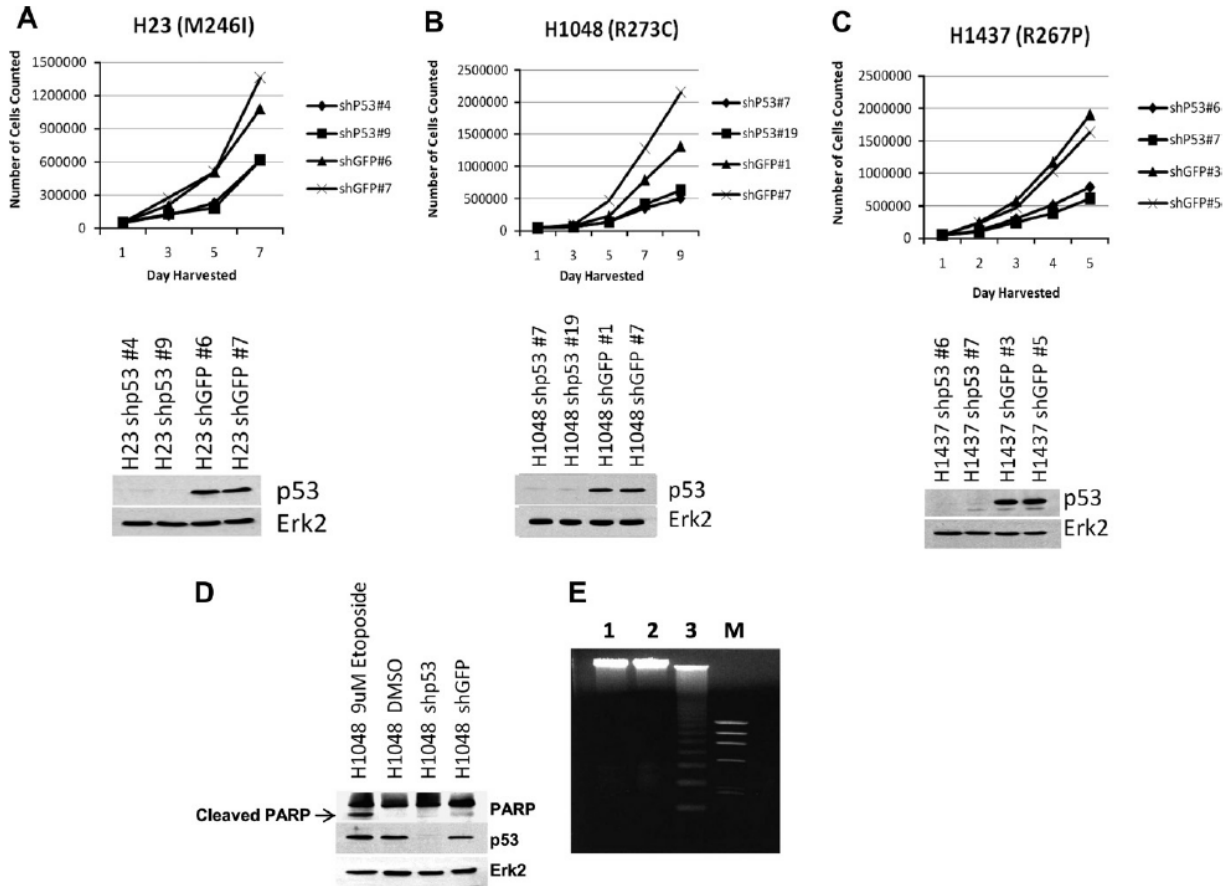 A
H23 (M246I)
Number of Cells Counted
1500000
1200000
900000
600000
300000
0
1 3 5 7
Day Harvested
shP53#4
shP53#9
shGFP#6
shGFP#7
H23 shp53 #4
H23 shp53 #9
H23 shGFP #6
H23 shGFP #7
p53
Erk2
B
H1048 (R273C)
Number of Cells Counted
2500000
2000000
1500000
1000000
500000
0
1 3 5 7 9
Day Harvested
shP53#7
shP53#19
shGFP#1
shGFP#7
H1048 shp53 #7
H1048 shp53 #19
H1048 shGFP #1
H1048 shGFP #7
p53
Erk2
C
H1437 (R267P)
Number of Cells Counted
2500000
2000000
1500000
1000000
500000
0
1 2 3 4 5
Day Harvested
shP53#6
shP53#7
shGFP#3
shGFP#5
H1437 shp53 #6
H1437 shp53 #7
H1437 shGFP #3
H1437 shGFP #5
p53
Erk2
D
H1048 9uM Etoposide
H1048 DMSO
H1048 shp53
H1048 shGFP
Cleaved PARP
PARP
p53
Erk2
E
1 2 3 M